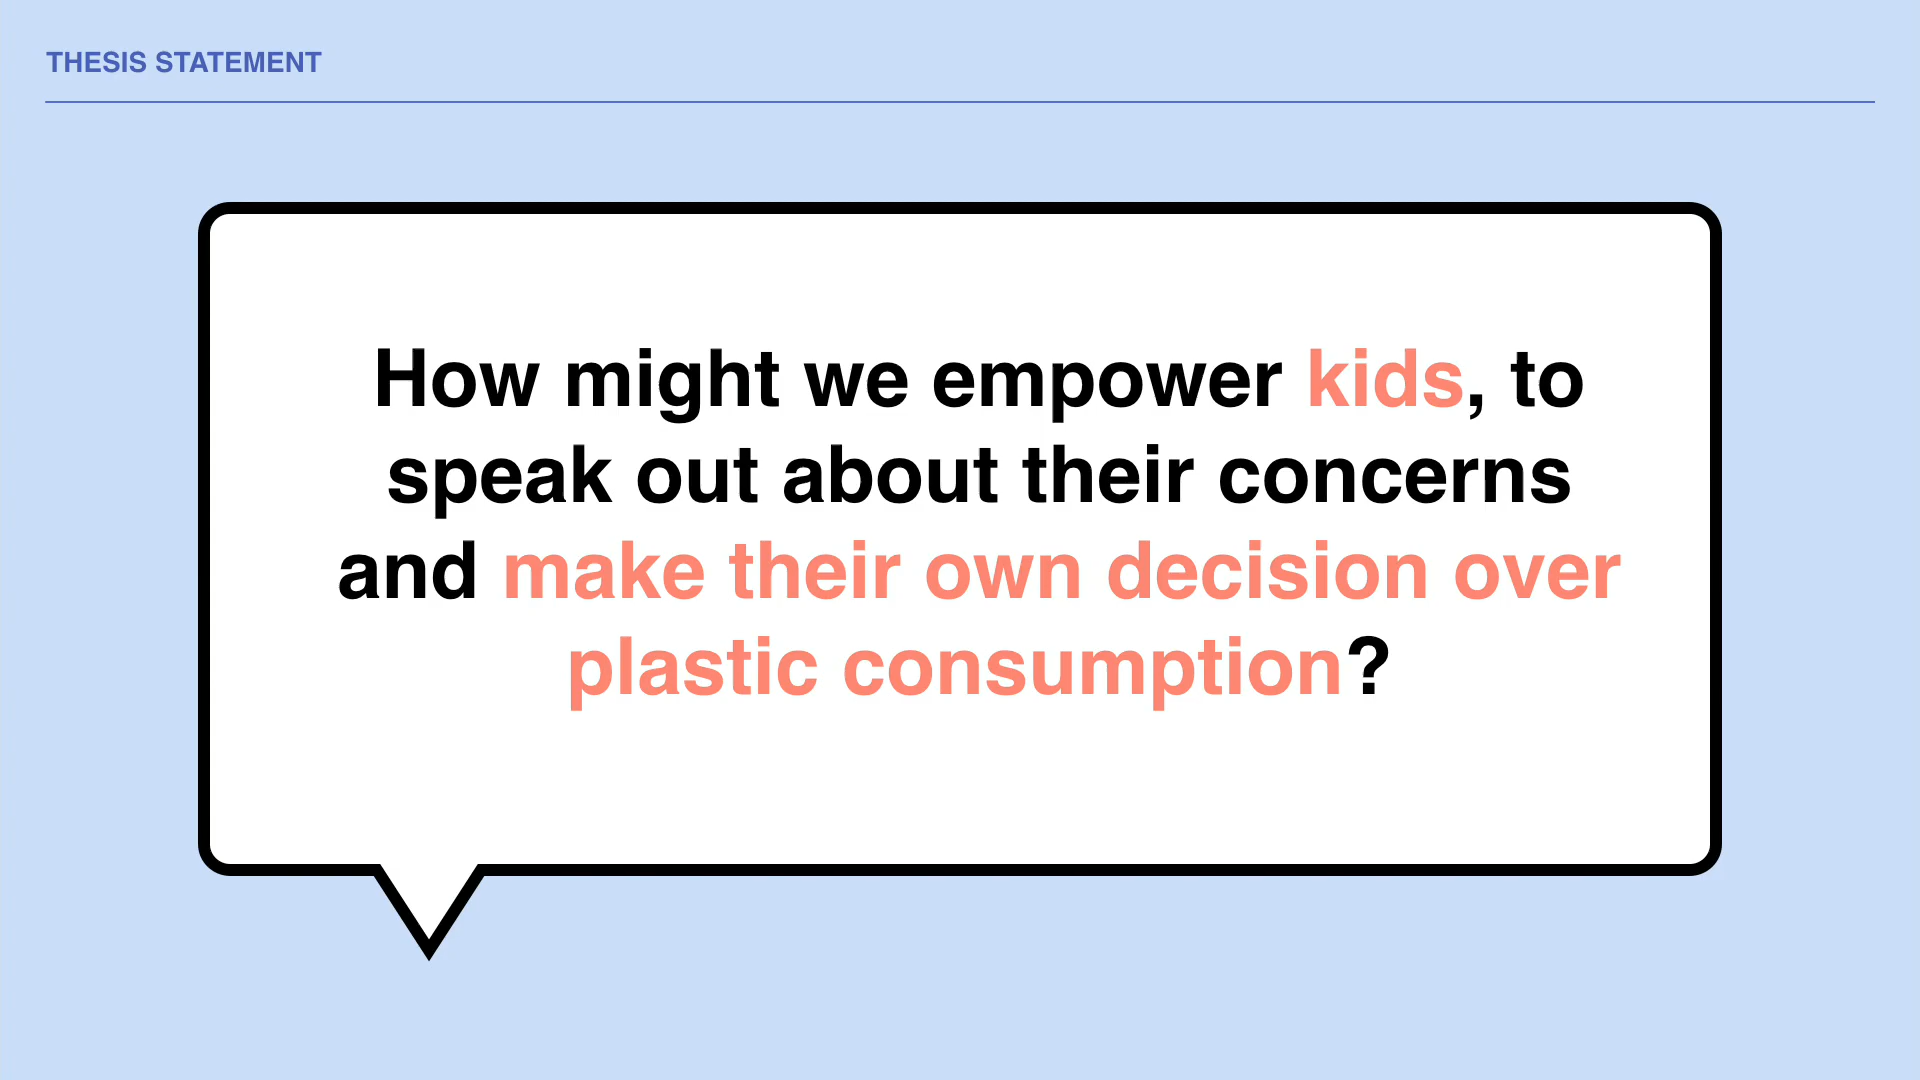 THESIS STATEMENT
How might we empower kids, to
speak out about their concerns
and make their own decision over
plastic consumption?